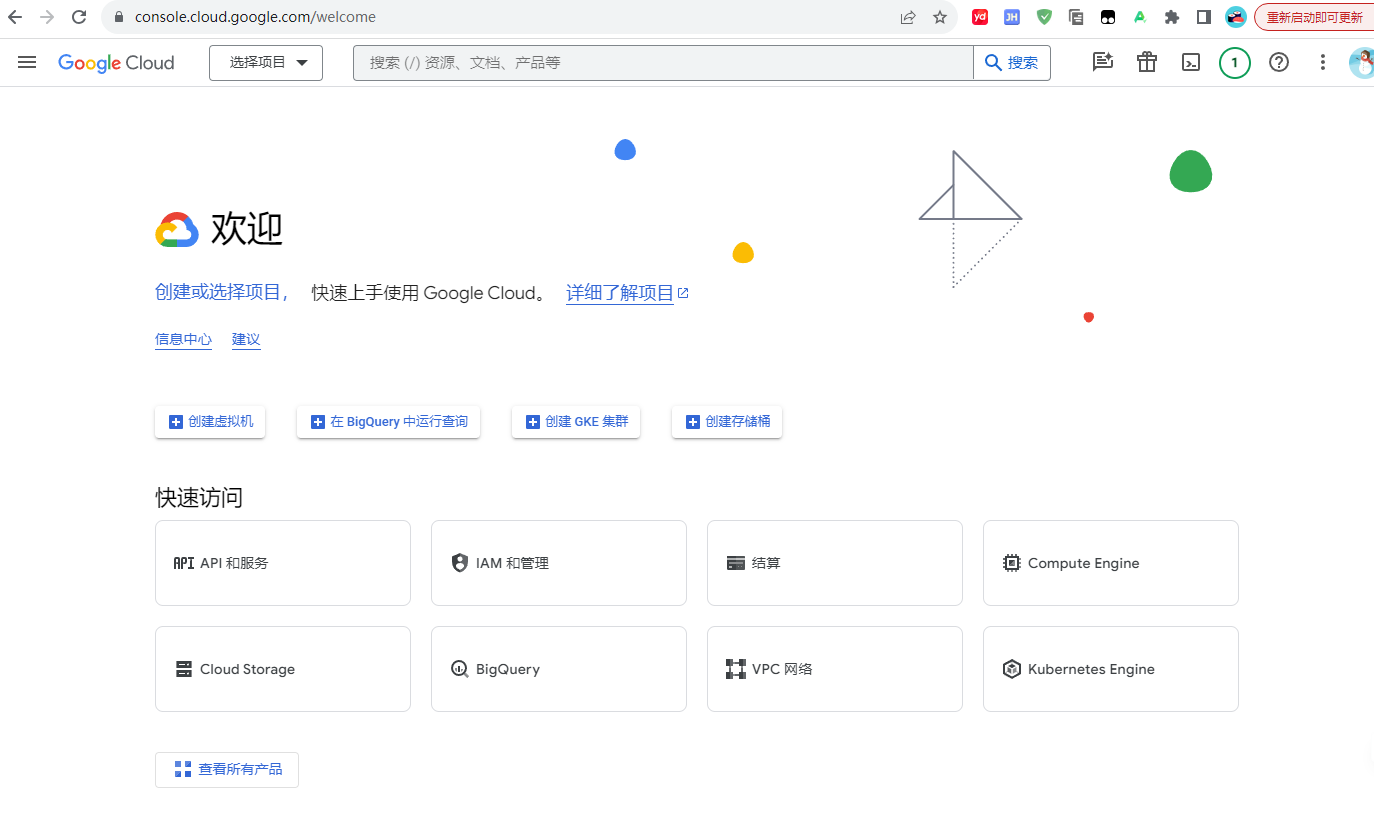 console.cloud.google.com/welcome
yd
JH
重新启动即可更新
Google Cloud
选择项目
搜索 (/) 资源、文档、产品等
搜索
1
欢迎
创建或选择项目， 快速上手使用 Google Cloud。 详细了解项目
信息中心 建议
创建虚拟机 在 BigQuery 中运行查询 创建 GKE 集群 创建存储桶
快速访问
API API 和服务 IAM 和管理 结算 Compute Engine
Cloud Storage BigQuery VPC 网络 Kubernetes Engine
查看所有产品